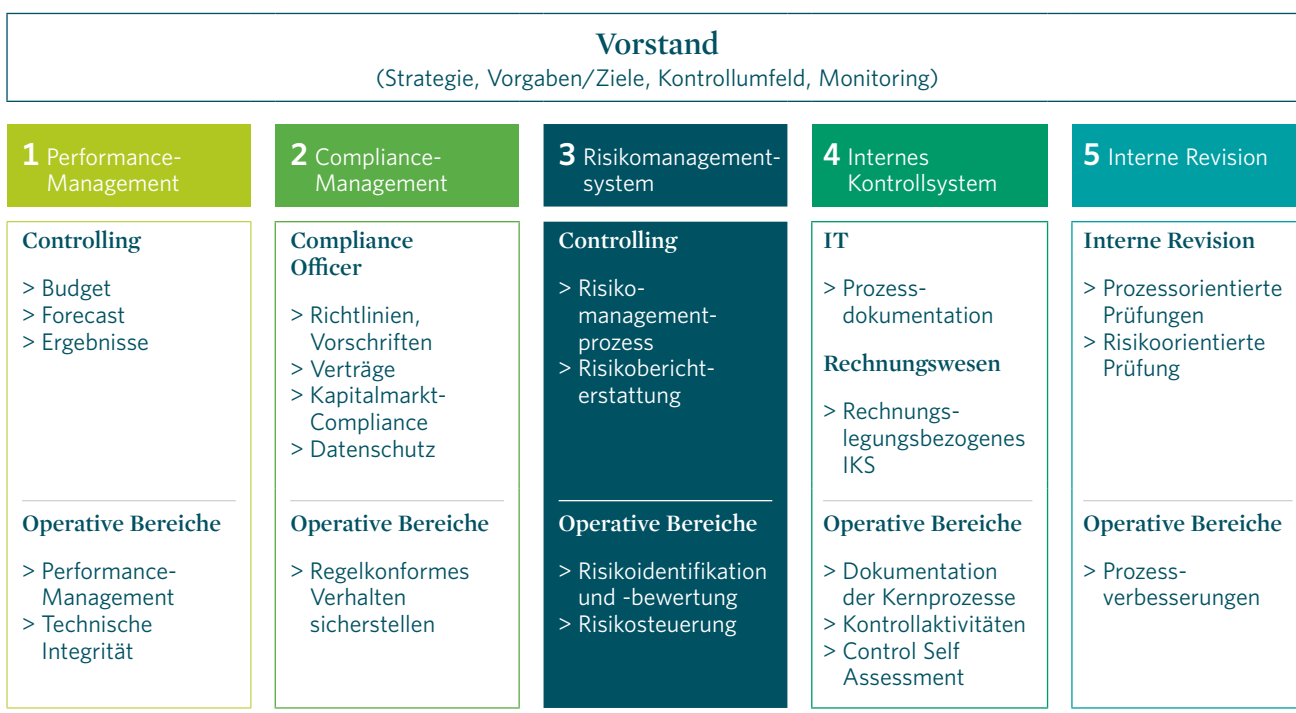 Vorstand
(Strategie, Vorgaben/Ziele, Kontrollumfeld, Monitoring)
1 Performance-
Management
Controlling
> Budget
> Forecast
> Ergebnisse
Operative Bereiche
> Performance-
Management
> Technische
Integrität
2 Compliance-
Management
Compliance
Officer
> Richtlinien,
Vorschriften
> Verträge
> Kapitalmarkt-
Compliance
> Datenschutz
Operative Bereiche
> Regelkonformes
Verhalten
sicherstellen
3 Risikomanagement-
system
Controlling
> Risiko-
management-
prozess
> Risikobericht-
erstattung
Operative Bereiche
> Risikoidentifikation
und -bewertung
> Risikosteuerung
4 Internes
Kontrollsystem
IT
> Prozess-
dokumentation
Rechnungswesen
> Rechnungs-
legungsbezogenes
IKS
Operative Bereiche
> Dokumentation
der Kernprozesse
> Kontrollaktivitäten
> Control Self
Assessment
5 Interne Revision
Interne Revision
> Prozessorientierte
Prüfungen
> Risikoorientierte
Prüfung
Operative Bereiche
> Prozess-
verbesserungen